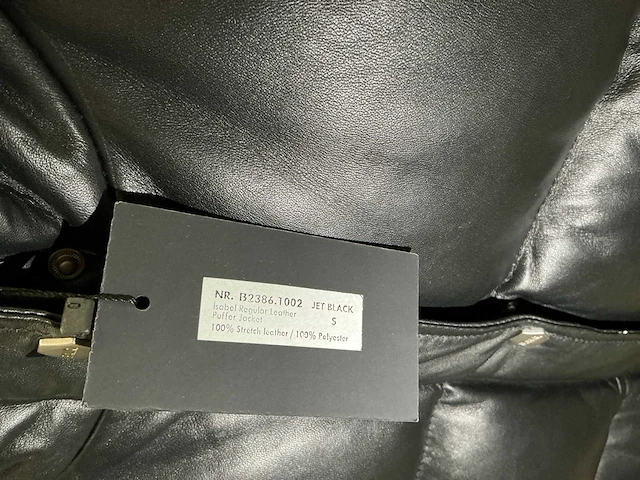 NR. B2386.1002 JET BLACK
Isabel Regular Leather S
Puffer Jacket
100% Stretch leather / 100% Polyester